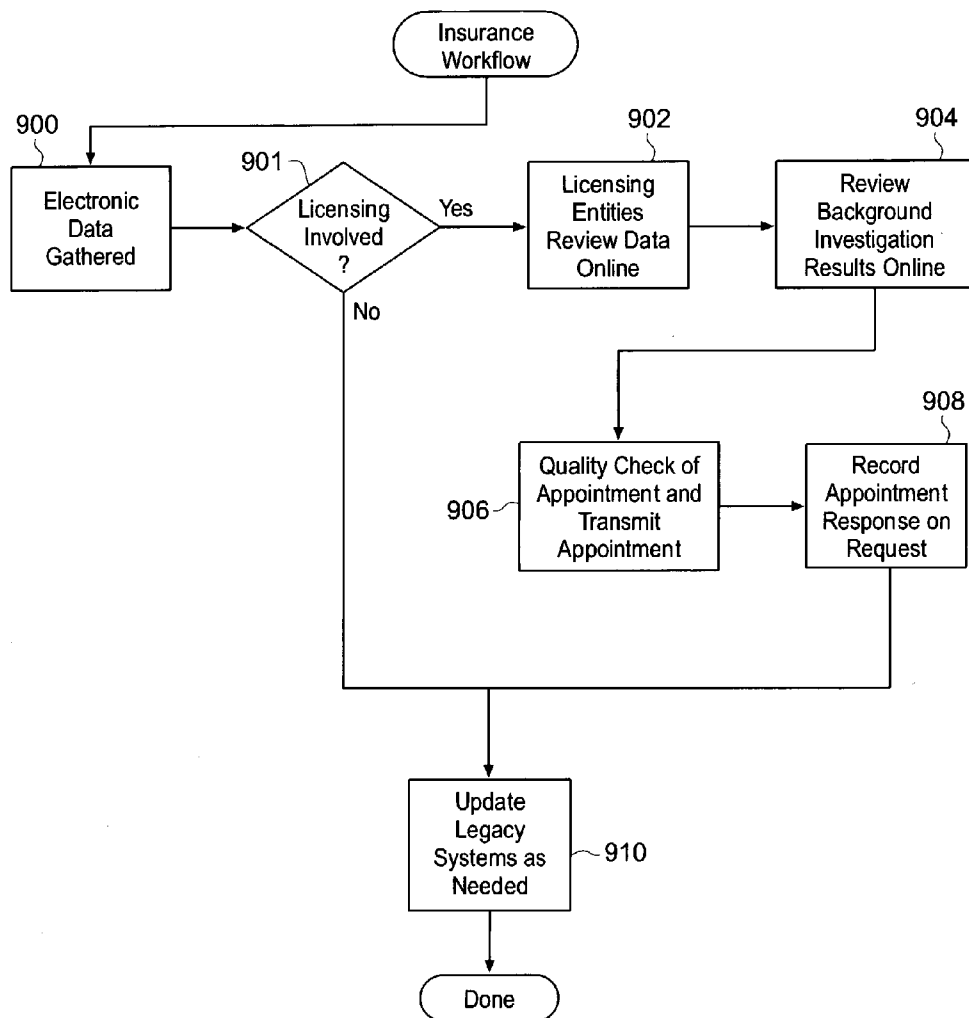 Insurance
Workflow
900
Electronic
Data
Gathered
901
Licensing
Involved
?
Yes
No
902
Licensing
Entities
Review Data
Online
904
Review
Background
Investigation
Results Online
906
Quality Check of
Appointment and
Transmit
Appointment
908
Record
Appointment
Response on
Request
Update
Legacy
Systems as
Needed
910
Done